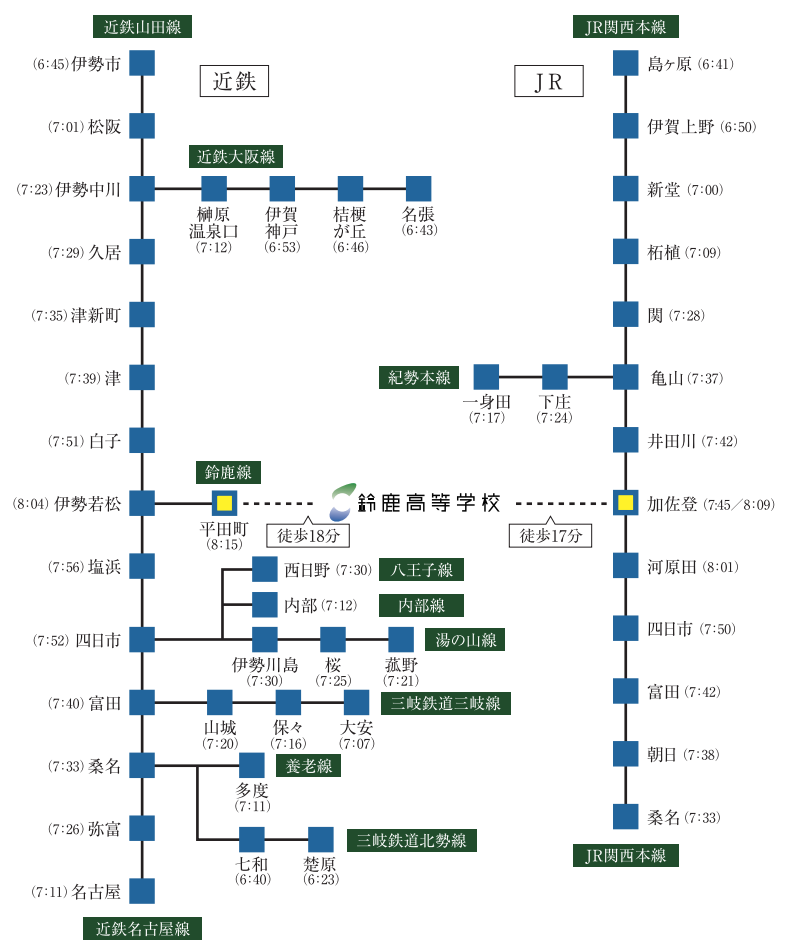 近鉄山田線
近鉄
(6:45)伊勢市
(7:01)松阪
(7:23)伊勢中川
近鉄大阪線
榊原
温泉口
(7:12)
伊賀
神戸
(6:53)
桔梗
が丘
(6:46)
名張
(6:43)
(7:29)久居
(7:35)津新町
(7:39)津
(7:51)白子
(8:04)伊勢若松
鈴鹿線
平田町
(8:15)
(7:56)塩浜
(7:52)四日市
西日野(7:30)
八王子線
内部(7:12)
内部線
湯の山線
伊勢川島
(7:30)
桜
(7:25)
菰野
(7:21)
(7:40)富田
三岐鉄道三岐線
山城
(7:20)
保々
(7:16)
大安
(7:07)
(7:33)桑名
養老線
多度
(7:11)
三岐鉄道北勢線
七和
(6:40)
楚原
(6:23)
(7:26)弥富
(7:11)名古屋
近鉄名古屋線
鈴鹿高等学校
徒歩18分
徒歩17分
JR関西本線
JR
島ヶ原(6:41)
伊賀上野(6:50)
新堂(7:00)
柘植(7:09)
関(7:28)
紀勢本線
一身田
(7:17)
下庄
(7:24)
亀山(7:37)
井田川(7:42)
加佐登(7:45/8:09)
河原田(8:01)
四日市(7:50)
富田(7:42)
朝日(7:38)
桑名(7:33)
JR関西本線